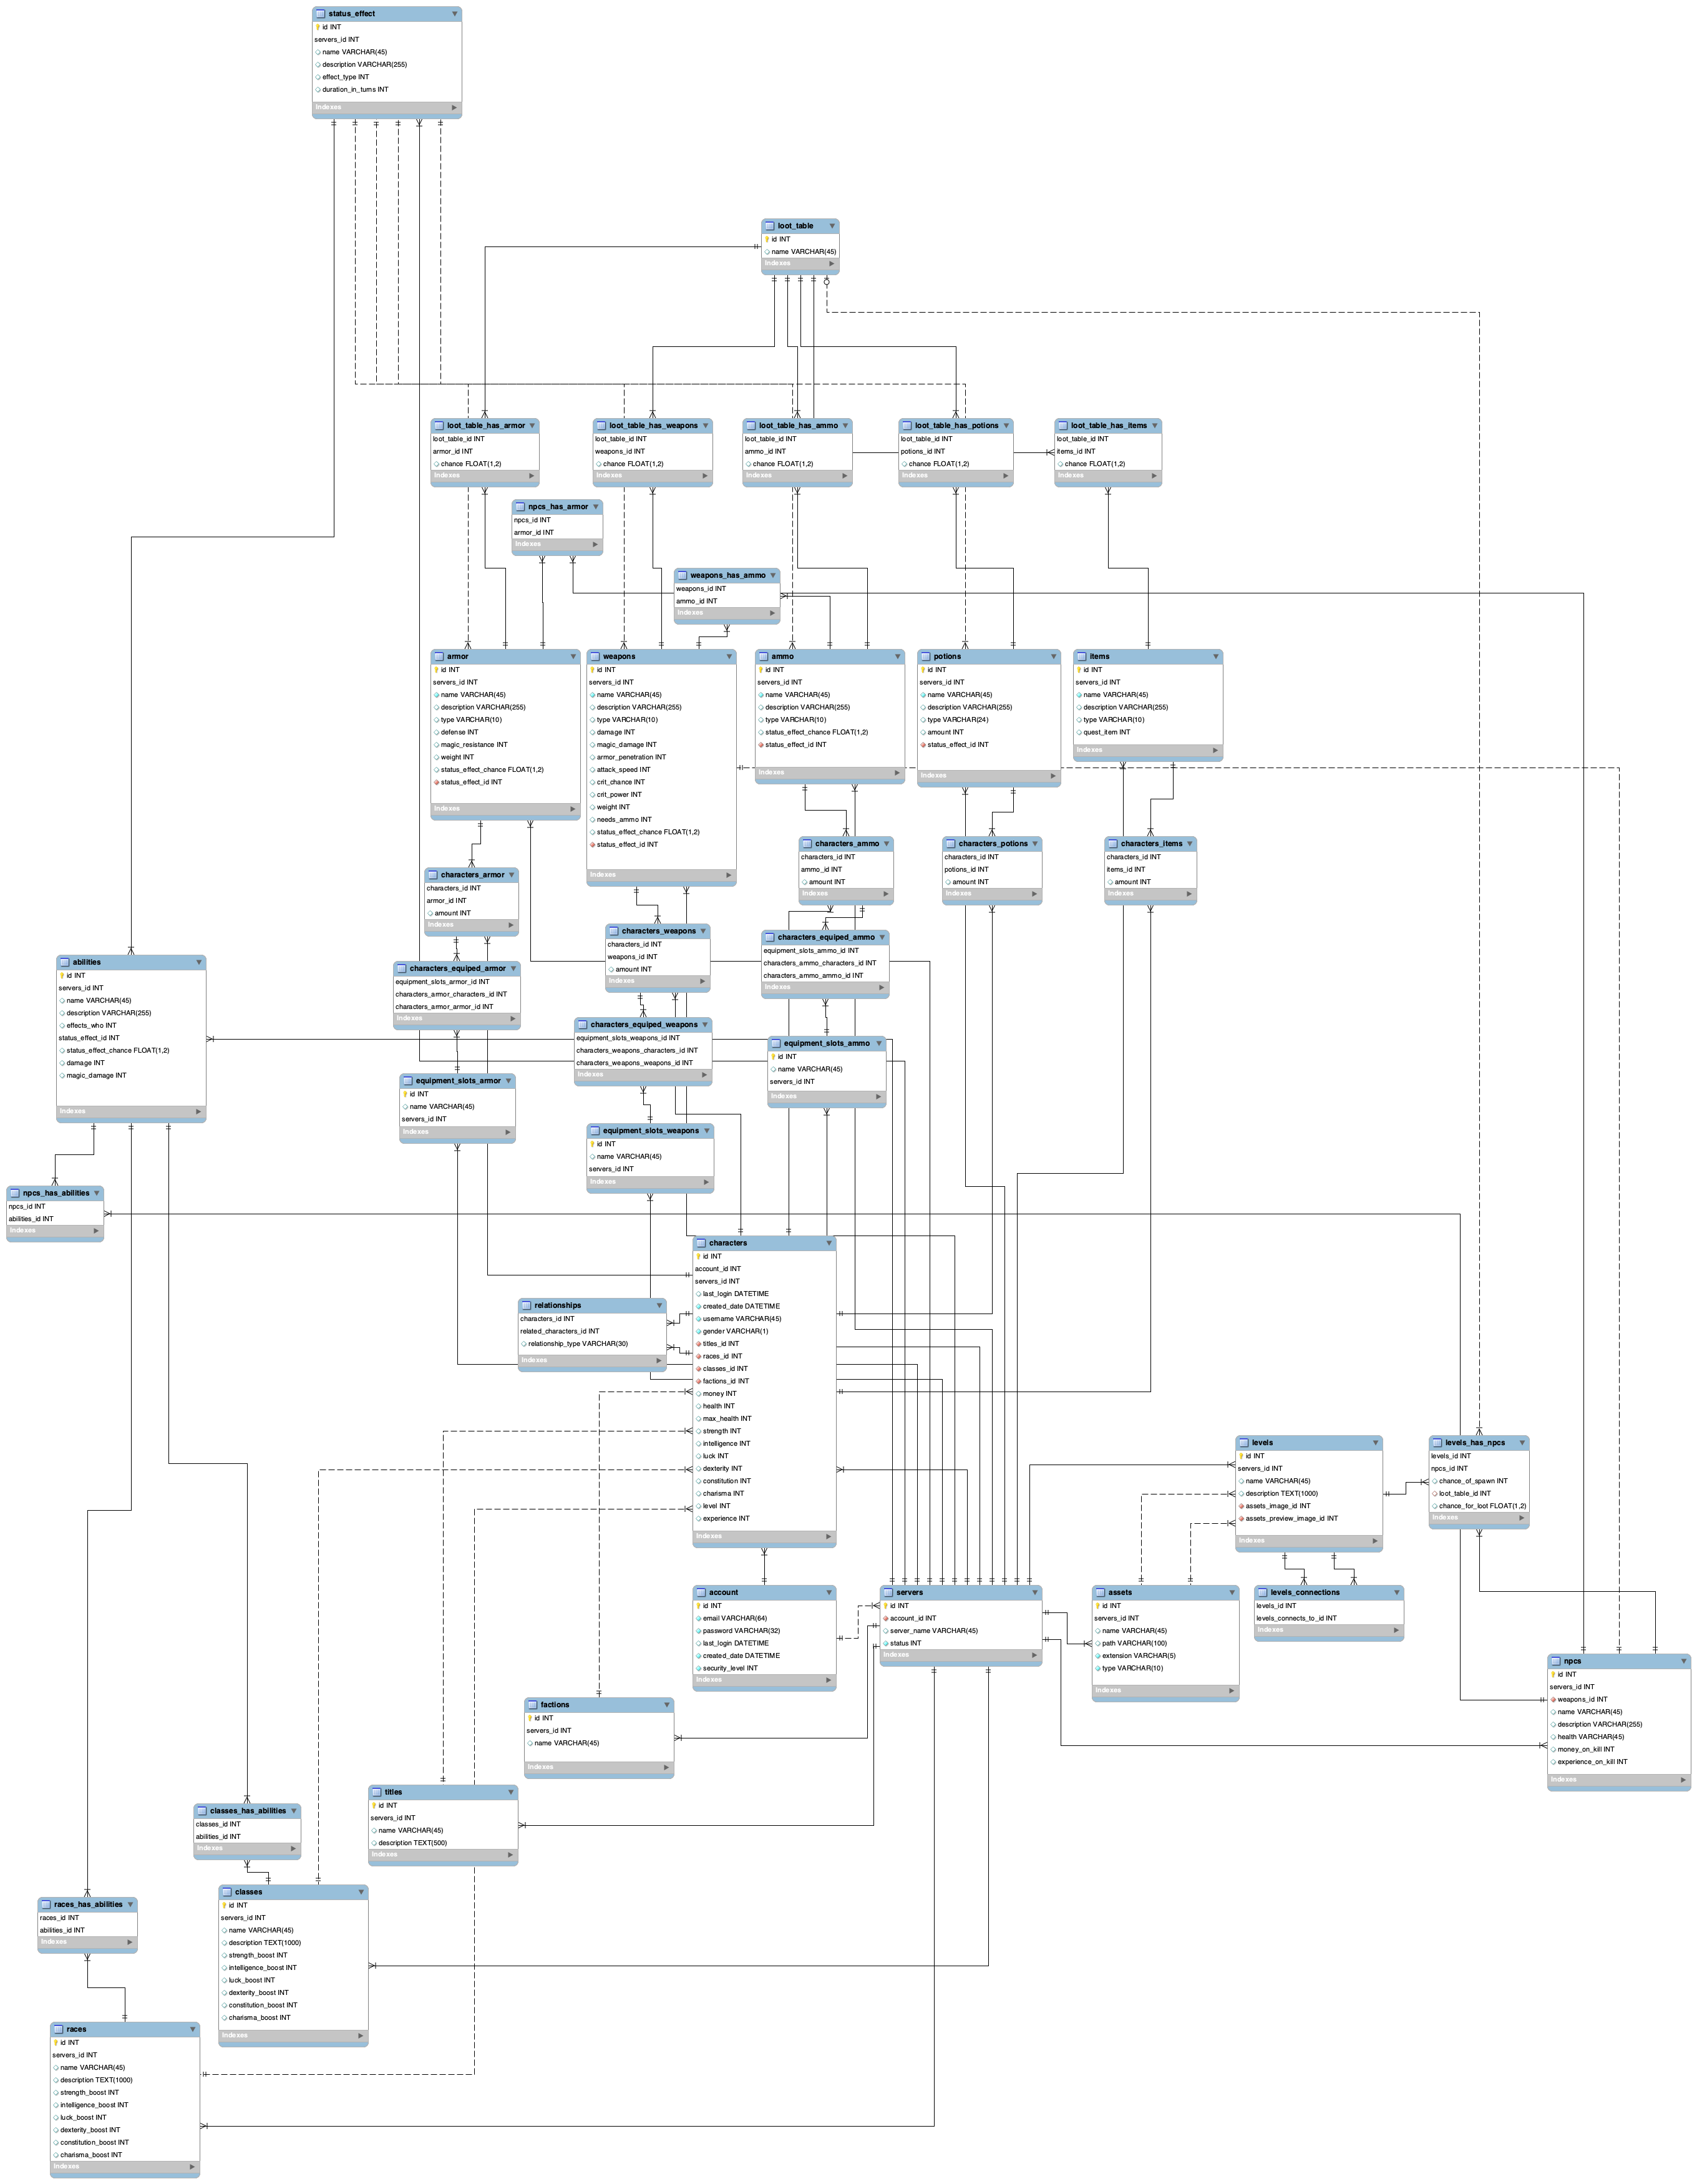 status_effect
id INT
servers_id INT
name VARCHAR(45)
description VARCHAR(255)
effect_type INT
duration_in_turns INT
Indexes
loot_table
id INT
name VARCHAR(45)
Indexes
loot_table_has_armor
loot_table_id INT
armor_id INT
chance FLOAT(1,2)
Indexes
loot_table_has_weapons
loot_table_id INT
weapons_id INT
chance FLOAT(1,2)
Indexes
loot_table_has_ammo
loot_table_id INT
ammo_id INT
chance FLOAT(1,2)
Indexes
loot_table_has_potions
loot_table_id INT
potions_id INT
chance FLOAT(1,2)
Indexes
loot_table_has_items
loot_table_id INT
items_id INT
chance FLOAT(1,2)
Indexes
npcs_has_armor
npcs_id INT
armor_id INT
Indexes
weapons_has_ammo
weapons_id INT
ammo_id INT
Indexes
armor
id INT
servers_id INT
name VARCHAR(45)
description VARCHAR(255)
type VARCHAR(10)
defense INT
magic_resistance INT
weight INT
status_effect_chance FLOAT(1,2)
status_effect_id INT
Indexes
weapons
id INT
servers_id INT
name VARCHAR(45)
description VARCHAR(255)
type VARCHAR(10)
damage INT
magic_damage INT
armor_penetration INT
attack_speed INT
crit_chance INT
crit_power INT
weight INT
needs_ammo INT
status_effect_chance FLOAT(1,2)
status_effect_id INT
Indexes
ammo
id INT
servers_id INT
name VARCHAR(45)
description VARCHAR(255)
type VARCHAR(10)
status_effect_chance FLOAT(1,2)
status_effect_id INT
Indexes
potions
id INT
servers_id INT
name VARCHAR(45)
description VARCHAR(255)
type VARCHAR(24)
amount INT
status_effect_id INT
Indexes
items
id INT
servers_id INT
name VARCHAR(45)
description VARCHAR(255)
type VARCHAR(10)
quest_item INT
Indexes
characters_armor
characters_id INT
armor_id INT
amount INT
Indexes
characters_weapons
characters_id INT
weapons_id INT
amount INT
Indexes
characters_ammo
characters_id INT
ammo_id INT
amount INT
Indexes
characters_potions
characters_id INT
potions_id INT
amount INT
Indexes
characters_items
characters_id INT
items_id INT
amount INT
Indexes
abilities
id INT
servers_id INT
name VARCHAR(45)
description VARCHAR(255)
effects_who INT
status_effect_id INT
status_effect_chance FLOAT(1,2)
damage INT
magic_damage INT
Indexes
characters_equiped_armor
equipment_slots_armor_id INT
characters_armor_characters_id INT
characters_armor_armor_id INT
Indexes
characters_equiped_weapons
equipment_slots_weapons_id INT
characters_weapons_characters_id INT
characters_weapons_weapons_id INT
Indexes
characters_equiped_ammo
equipment_slots_ammo_id INT
characters_ammo_characters_id INT
characters_ammo_ammo_id INT
Indexes
equipment_slots_armor
id INT
name VARCHAR(45)
servers_id INT
Indexes
equipment_slots_weapons
id INT
name VARCHAR(45)
servers_id INT
Indexes
equipment_slots_ammo
id INT
name VARCHAR(45)
servers_id INT
Indexes
npcs_has_abilities
npcs_id INT
abilities_id INT
Indexes
characters
id INT
account_id INT
servers_id INT
last_login DATETIME
created_date DATETIME
username VARCHAR(45)
gender VARCHAR(1)
titles_id INT
races_id INT
classes_id INT
factions_id INT
money INT
health INT
max_health INT
strength INT
intelligence INT
luck INT
dexterity INT
constitution INT
charisma INT
level INT
experience INT
Indexes
relationships
characters_id INT
related_characters_id INT
relationship_type VARCHAR(30)
Indexes
levels
id INT
servers_id INT
name VARCHAR(45)
description TEXT(1000)
assets_image_id INT
assets_preview_image_id INT
Indexes
levels_has_npcs
levels_id INT
npcs_id INT
chance_of_spawn INT
loot_table_id INT
chance_for_loot FLOAT(1,2)
Indexes
account
id INT
email VARCHAR(64)
password VARCHAR(32)
last_login DATETIME
created_date DATETIME
security_level INT
Indexes
servers
id INT
account_id INT
server_name VARCHAR(45)
status INT
Indexes
assets
id INT
servers_id INT
name VARCHAR(45)
path VARCHAR(100)
extension VARCHAR(5)
type VARCHAR(10)
Indexes
levels_connections
levels_id INT
levels_connects_to_id INT
Indexes
npcs
id INT
servers_id INT
weapons_id INT
name VARCHAR(45)
description VARCHAR(255)
health VARCHAR(45)
money_on_kill INT
experience_on_kill INT
Indexes
factions
id INT
servers_id INT
name VARCHAR(45)
Indexes
titles
id INT
servers_id INT
name VARCHAR(45)
description TEXT(500)
Indexes
classes_has_abilities
classes_id INT
abilities_id INT
Indexes
classes
id INT
servers_id INT
name VARCHAR(45)
description TEXT(1000)
strength_boost INT
intelligence_boost INT
luck_boost INT
dexterity_boost INT
constitution_boost INT
charisma_boost INT
Indexes
races_has_abilities
races_id INT
abilities_id INT
Indexes
races
id INT
servers_id INT
name VARCHAR(45)
description TEXT(1000)
strength_boost INT
intelligence_boost INT
luck_boost INT
dexterity_boost INT
constitution_boost INT
charisma_boost INT
Indexes